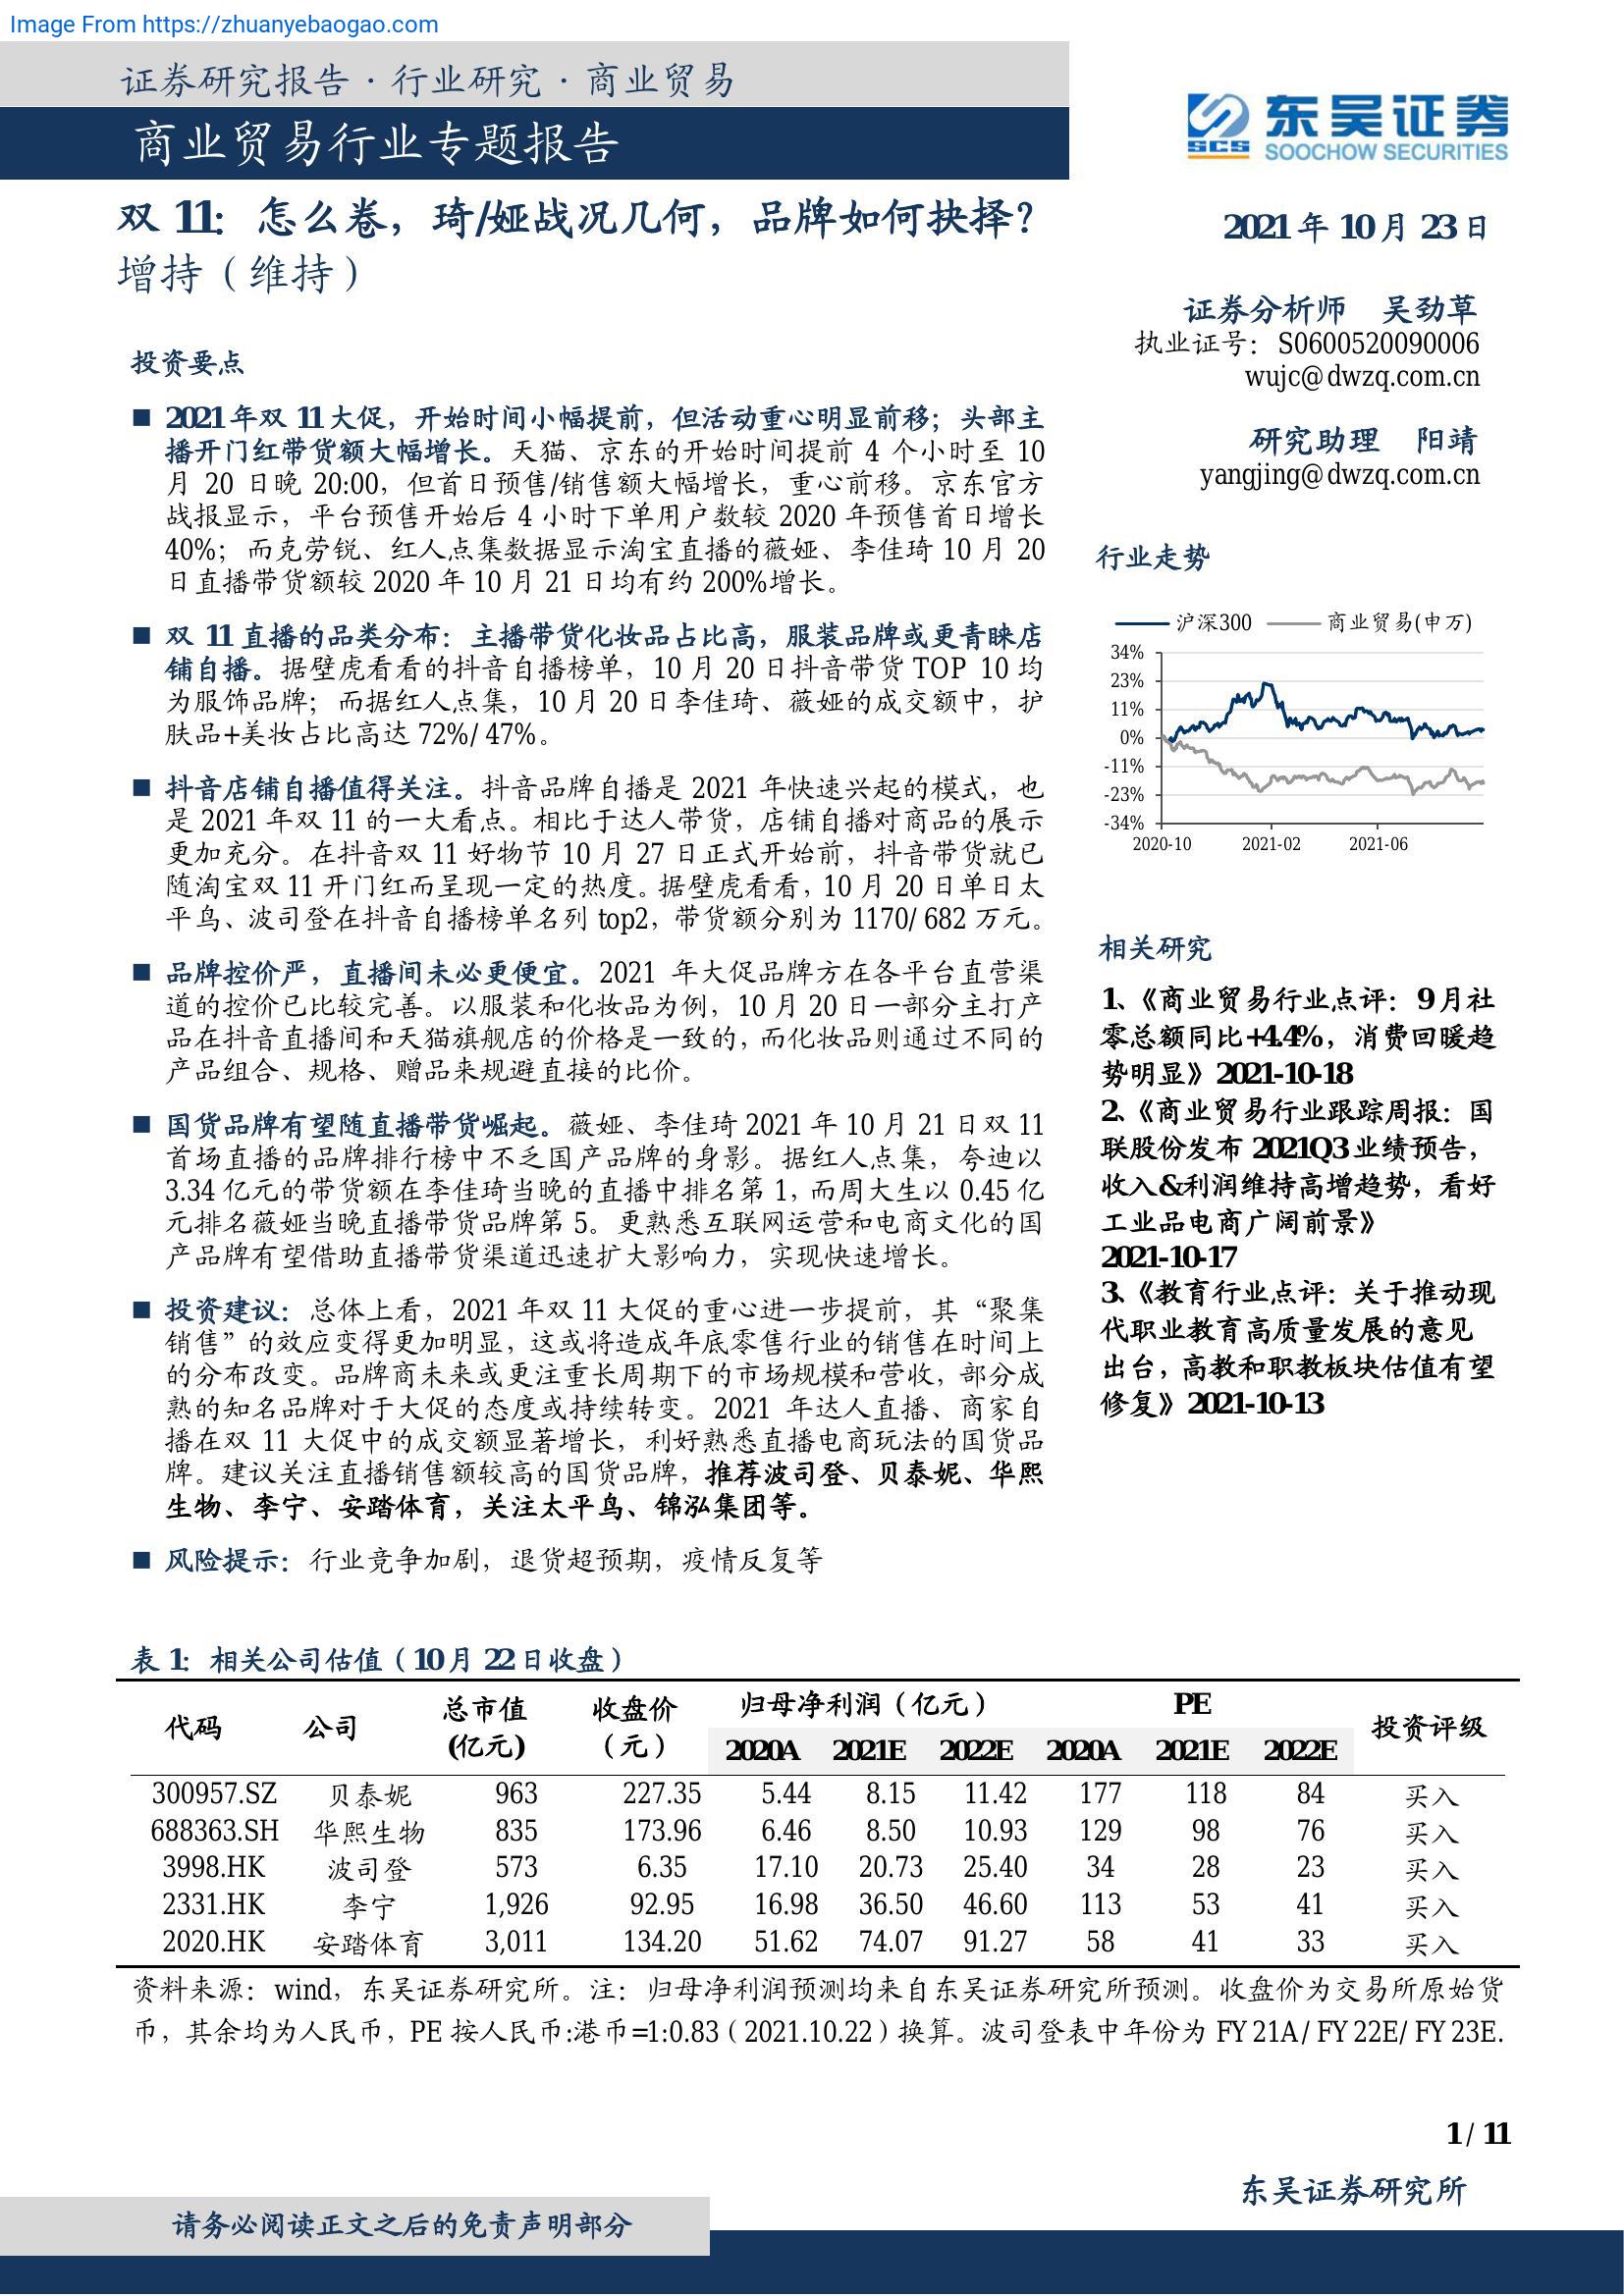 Image From https://zhuanyebaogao.com
证券研究报告·行业研究·商业贸易
商业贸易行业专题报告
东吴证券
SCS
SOOCHOW SECURITIES
双 11：怎么卷，琦/娅战况几何，品牌如何抉择？
增持（维持）
2021 年 10 月 23 日
证券分析师 吴劲草
执业证号：S0600520090006
wujc@dwzq.com.cn
研究助理 阳靖
yangjing@dwzq.com.cn
投资要点
■ 2021 年双 11 大促，开始时间小幅提前，但活动重心明显前移；头部主
播开门红带货额大幅增长。天猫、京东的开始时间提前 4 个小时至 10
月 20 日晚 20:00，但首日预售/销售额大幅增长，重心前移。京东官方
战报显示，平台预售开始后 4 小时下单用户数较 2020 年预售首日增长
40%；而克劳锐、红人点集数据显示淘宝直播的薇娅、李佳琦 10 月 20
日直播带货额较 2020 年 10 月 21 日均有约 200%增长。
■ 双 11 直播的品类分布：主播带货化妆品占比高，服装品牌或更青睐店
铺自播。据壁虎看看的抖音自播榜单，10 月 20 日抖音带货 TOP 10 均
为服饰品牌；而据红人点集，10 月 20 日李佳琦、薇娅的成交额中，护
肤品+美妆占比高达 72%/ 47%。
■ 抖音店铺自播值得关注。抖音品牌自播是 2021 年快速兴起的模式，也
是 2021 年双 11 的一大看点。相比于达人带货，店铺自播对商品的展示
更加充分。在抖音双 11 好物节 10 月 27 日正式开始前，抖音带货就已
随淘宝双 11 开门红而呈现一定的热度。据壁虎看看，10 月 20 日单日太
平鸟、波司登在抖音自播榜单名列 top2，带货额分别为 1170/ 682 万元。
■ 品牌控价严，直播间未必更便宜。2021 年大促品牌方在各平台直营渠
道的控价已比较完善。以服装和化妆品为例，10 月 20 日一部分主打产
品在抖音直播间和天猫旗舰店的价格是一致的，而化妆品则通过不同的
产品组合、规格、赠品来规避直接的比价。
■ 国货品牌有望随直播带货崛起。薇娅、李佳琦 2021 年 10 月 21 日双 11
首场直播的品牌排行榜中不乏国产品牌的身影。据红人点集，夸迪以
3.34 亿元的带货额在李佳琦当晚的直播中排名第 1，而周大生以 0.45 亿
元排名薇娅当晚直播带货品牌第 5。更熟悉互联网运营和电商文化的国
产品牌有望借助直播带货渠道迅速扩大影响力，实现快速增长。
■ 投资建议：总体上看，2021 年双 11 大促的重心进一步提前，其“聚集
销售”的效应变得更加明显，这或将造成年底零售行业的销售在时间上
的分布改变。品牌商未来或更注重长周期下的市场规模和营收，部分成
熟的知名品牌对于大促的态度或持续转变。2021 年达人直播、商家自
播在双 11 大促中的成交额显著增长，利好熟悉直播电商玩法的国货品
牌。建议关注直播销售额较高的国货品牌，推荐波司登、贝泰妮、华熙
生物、李宁、安踏体育，关注太平鸟、锦泓集团等。
■ 风险提示：行业竞争加剧，退货超预期，疫情反复等
行业走势
沪深300 商业贸易(申万)
34%
23%
11%
0%
-11%
-23%
-34%
2020-10 2021-02 2021-06
相关研究
1、《商业贸易行业点评：9 月社
零总额同比+4.4%，消费回暖趋
势明显》2021-10-18
2、《商业贸易行业跟踪周报：国
联股份发布 2021Q3 业绩预告，
收入&利润维持高增趋势，看好
工业品电商广阔前景》
2021-10-17
3、《教育行业点评：关于推动现
代职业教育高质量发展的意见
出台，高教和职教板块估值有望
修复》2021-10-13
表 1：相关公司估值（10 月 22 日收盘）
代码 公司 总市值(亿元) 收盘价（元） 归母净利润（亿元） PE 投资评级
2020A 2021E 2022E 2020A 2021E 2022E
300957.SZ 贝泰妮 963 227.35 5.44 8.15 11.42 177 118 84 买入
688363.SH 华熙生物 835 173.96 6.46 8.50 10.93 129 98 76 买入
3998.HK 波司登 573 6.35 17.10 20.73 25.40 34 28 23 买入
2331.HK 李宁 1,926 92.95 16.98 36.50 46.60 113 53 41 买入
2020.HK 安踏体育 3,011 134.20 51.62 74.07 91.27 58 41 33 买入
资料来源：wind，东吴证券研究所。注：归母净利润预测均来自东吴证券研究所预测。收盘价为交易所原始货
币，其余均为人民币，PE 按人民币:港币=1:0.83（2021.10.22）换算。波司登表中年份为 FY 21A / FY 22E/ FY 23E.
1 / 11
东吴证券研究所
请务必阅读正文之后的免责声明部分